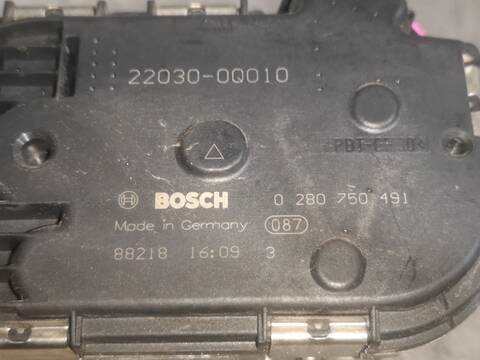 22030-0Q010
BOSCH 0 280 750 491
Made in Germany 087
88218 16:09 3